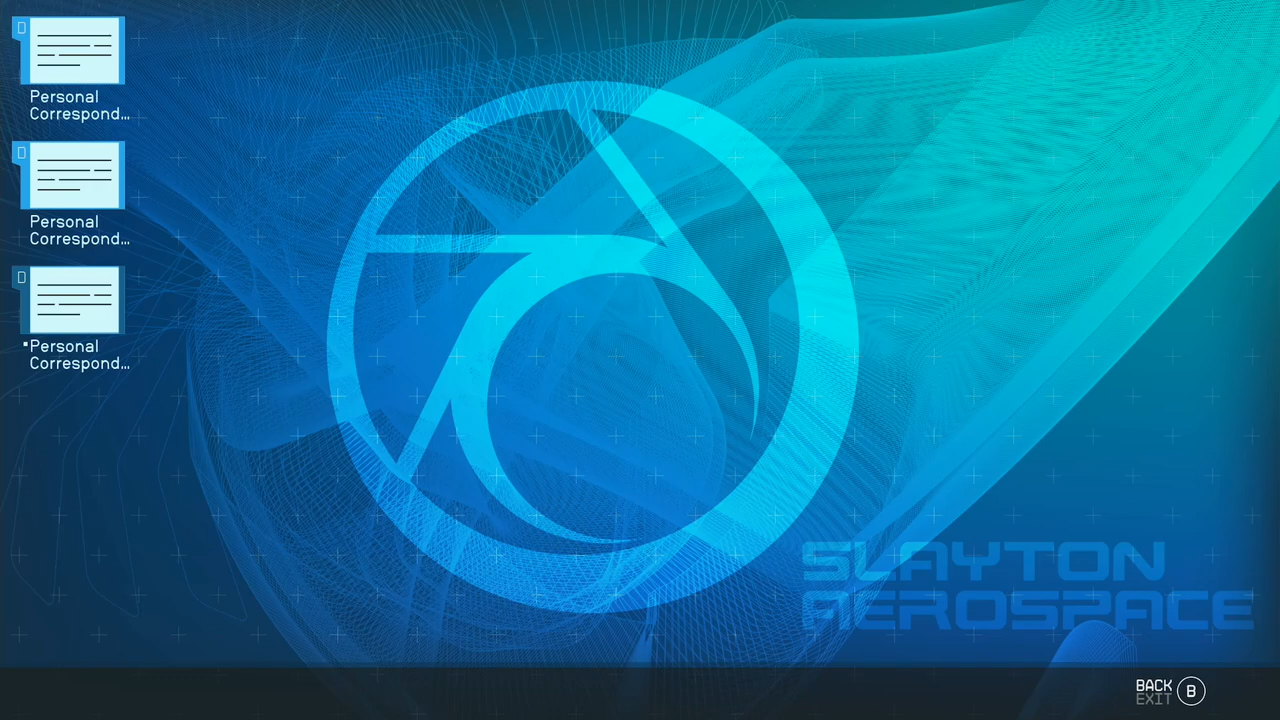 D
Personal
Correspond...
D
Personal
Correspond...
D
Personal
Correspond...
SLAYTON
AEROSPACE
BACK
EXIT
B